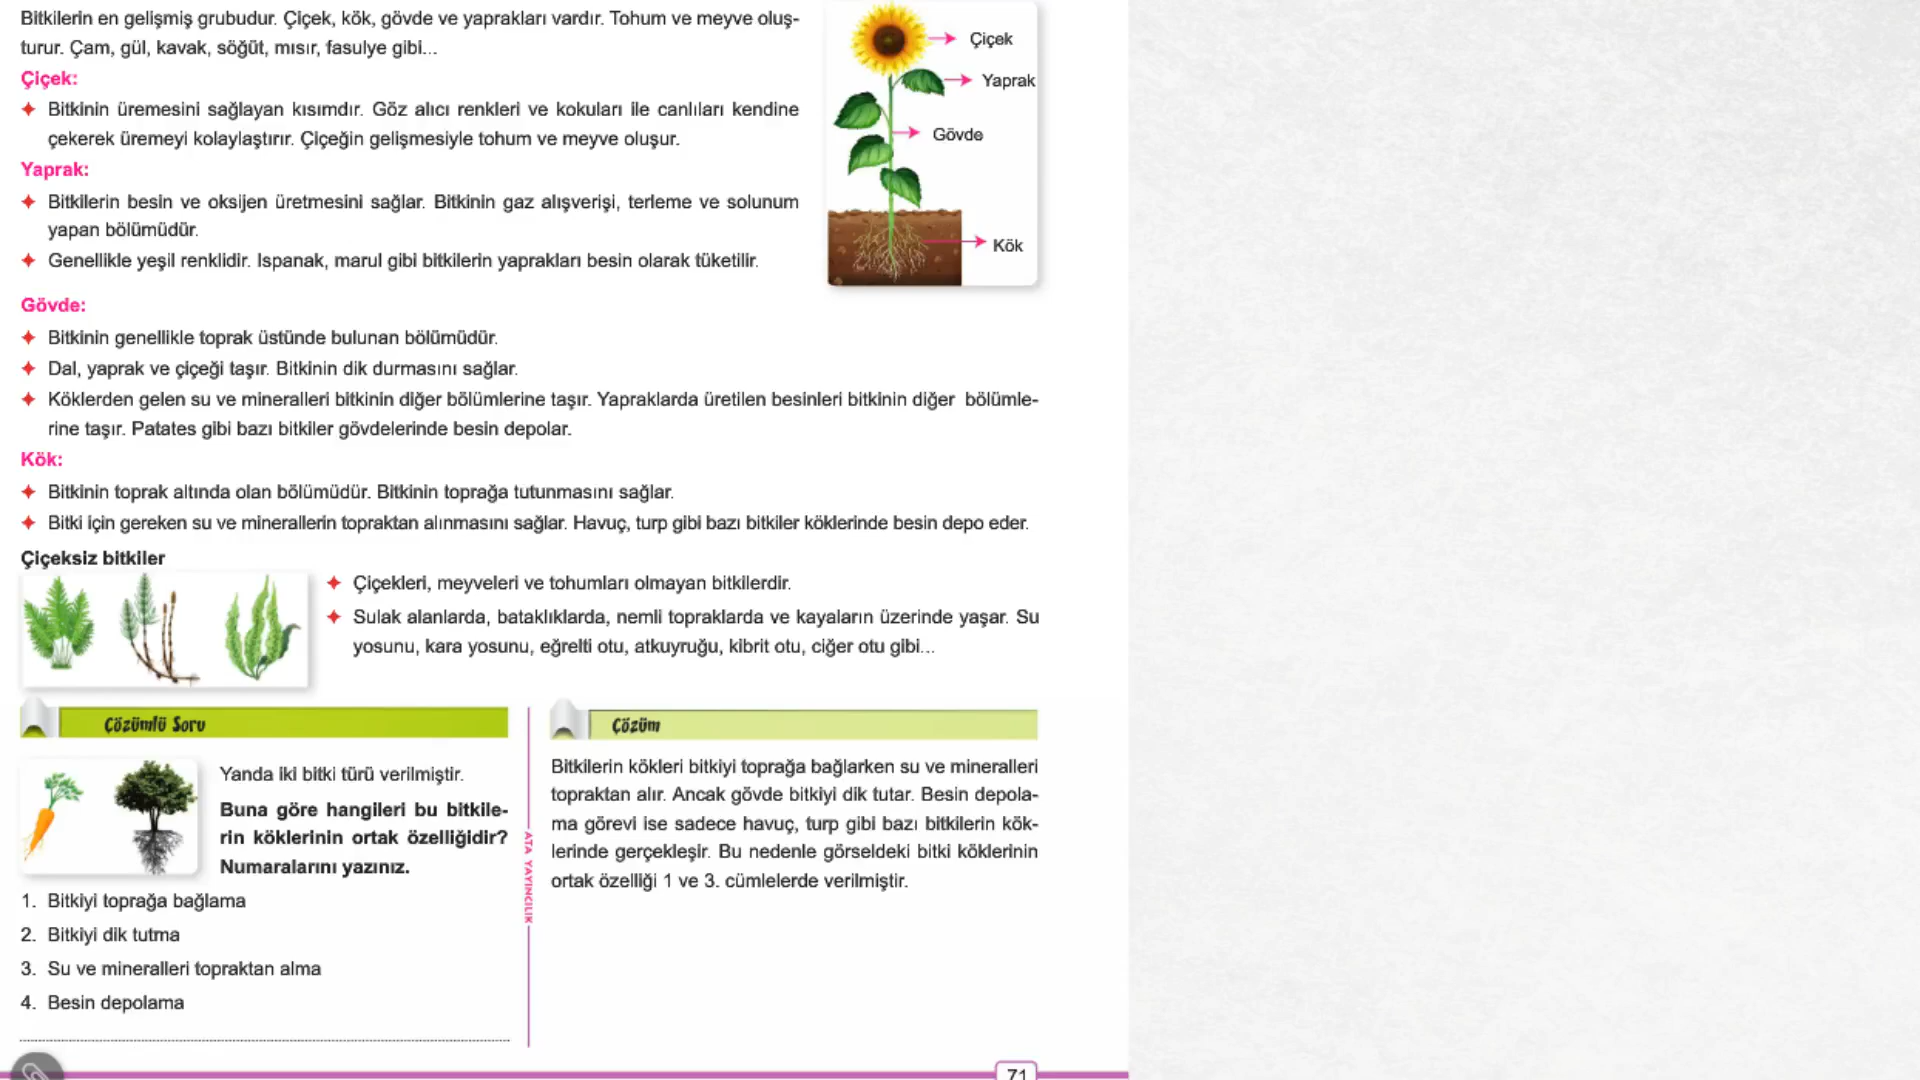 Bitkilerin en gelişmiş grubudur. Çiçek, kök, gövde ve yaprakları vardır. Tohum ve meyve oluş-
turur. Çam, gül, kavak, söğüt, mısır, fasulye gibi...
Çiçek:
Bitkinin üremesini sağlayan kısımdır. Göz alıcı renkleri ve kokuları ile canlıları kendine
çekerek üremeyi kolaylaştırır. Çiçeğin gelişmesiyle tohum ve meyve oluşur.
Yaprak:
Bitkilerin besin ve oksijen üretmesini sağlar. Bitkinin gaz alışverişi, terleme ve solunum
yapan bölümüdür.
Genellikle yeşil renklidir. Ispanak, marul gibi bitkilerin yaprakları besin olarak tüketilir.
Çiçek
Yaprak
Gövde
Kök
Gövde:
Bitkinin genellikle toprak üstünde bulunan bölümüdür.
Dal, yaprak ve çiçeği taşır. Bitkinin dik durmasını sağlar.
Köklerden gelen su ve mineralleri bitkinin diğer bölümlerine taşır. Yapraklarda üretilen besinleri bitkinin diğer bölümle-
rine taşır. Patates gibi bazı bitkiler gövdelerinde besin depolar.
Kök:
Bitkinin toprak altında olan bölümüdür. Bitkinin toprağa tutunmasını sağlar.
Bitki için gereken su ve minerallerin topraktan alınmasını sağlar. Havuç, turp gibi bazı bitkiler köklerinde besin depo eder.
Çiçeksiz bitkiler
Çiçekleri, meyveleri ve tohumları olmayan bitkilerdir.
Sulak alanlarda, bataklıklarda, nemli topraklarda ve kayaların üzerinde yaşar. Su
yosunu, kara yosunu, eğrelti otu, atkuyruğu, kibrit otu, ciğer otu gibi...
Çözümlü Soru
Yanda iki bitki türü verilmiştir.
Buna göre hangileri bu bitkile-
rin köklerinin ortak özelliğidir?
Numaralarını yazınız.
1. Bitkiyi toprağa bağlama
2. Bitkiyi dik tutma
3. Su ve mineralleri topraktan alma
4. Besin depolama
ATA YAYINCILIK
Çözüm
Bitkilerin kökleri bitkiyi toprağa bağlarken su ve mineralleri
topraktan alır. Ancak gövde bitkiyi dik tutar. Besin depola-
ma görevi ise sadece havuç, turp gibi bazı bitkilerin kök-
lerinde gerçekleşir. Bu nedenle görseldeki bitki köklerinin
ortak özelliği 1 ve 3. cümlelerde verilmiştir.
71